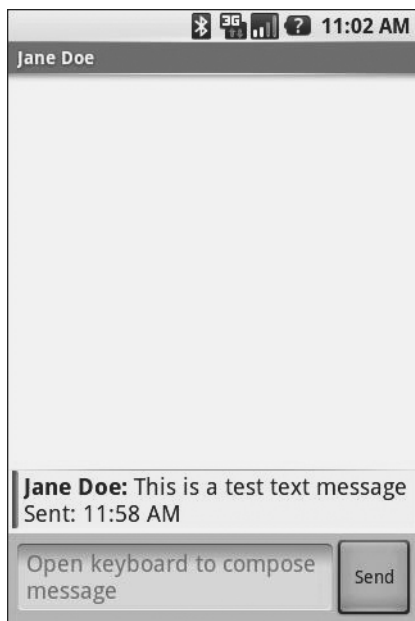 3G
? 11:02 AM
Jane Doe
Jane Doe: This is a test text message
Sent: 11:58 AM
Open keyboard to compose
message
Send